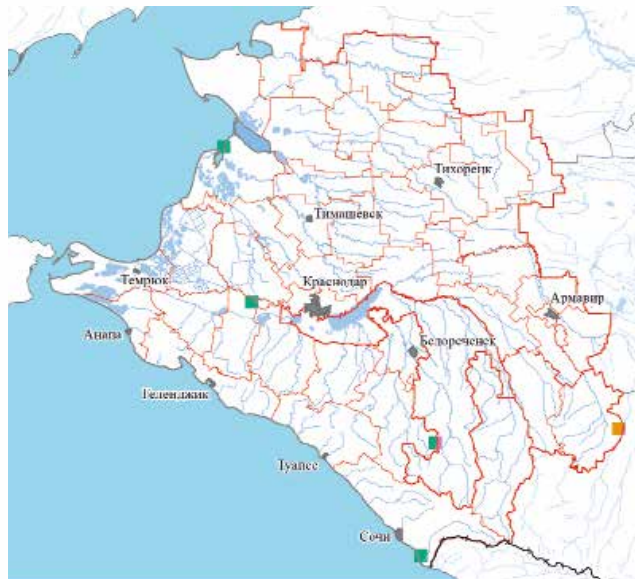 Тихорецк
Тимашевск
Темрюк
Краснодар
Армавир
Анапа
Белореченск
Геленджик
Туапсе
Сочи